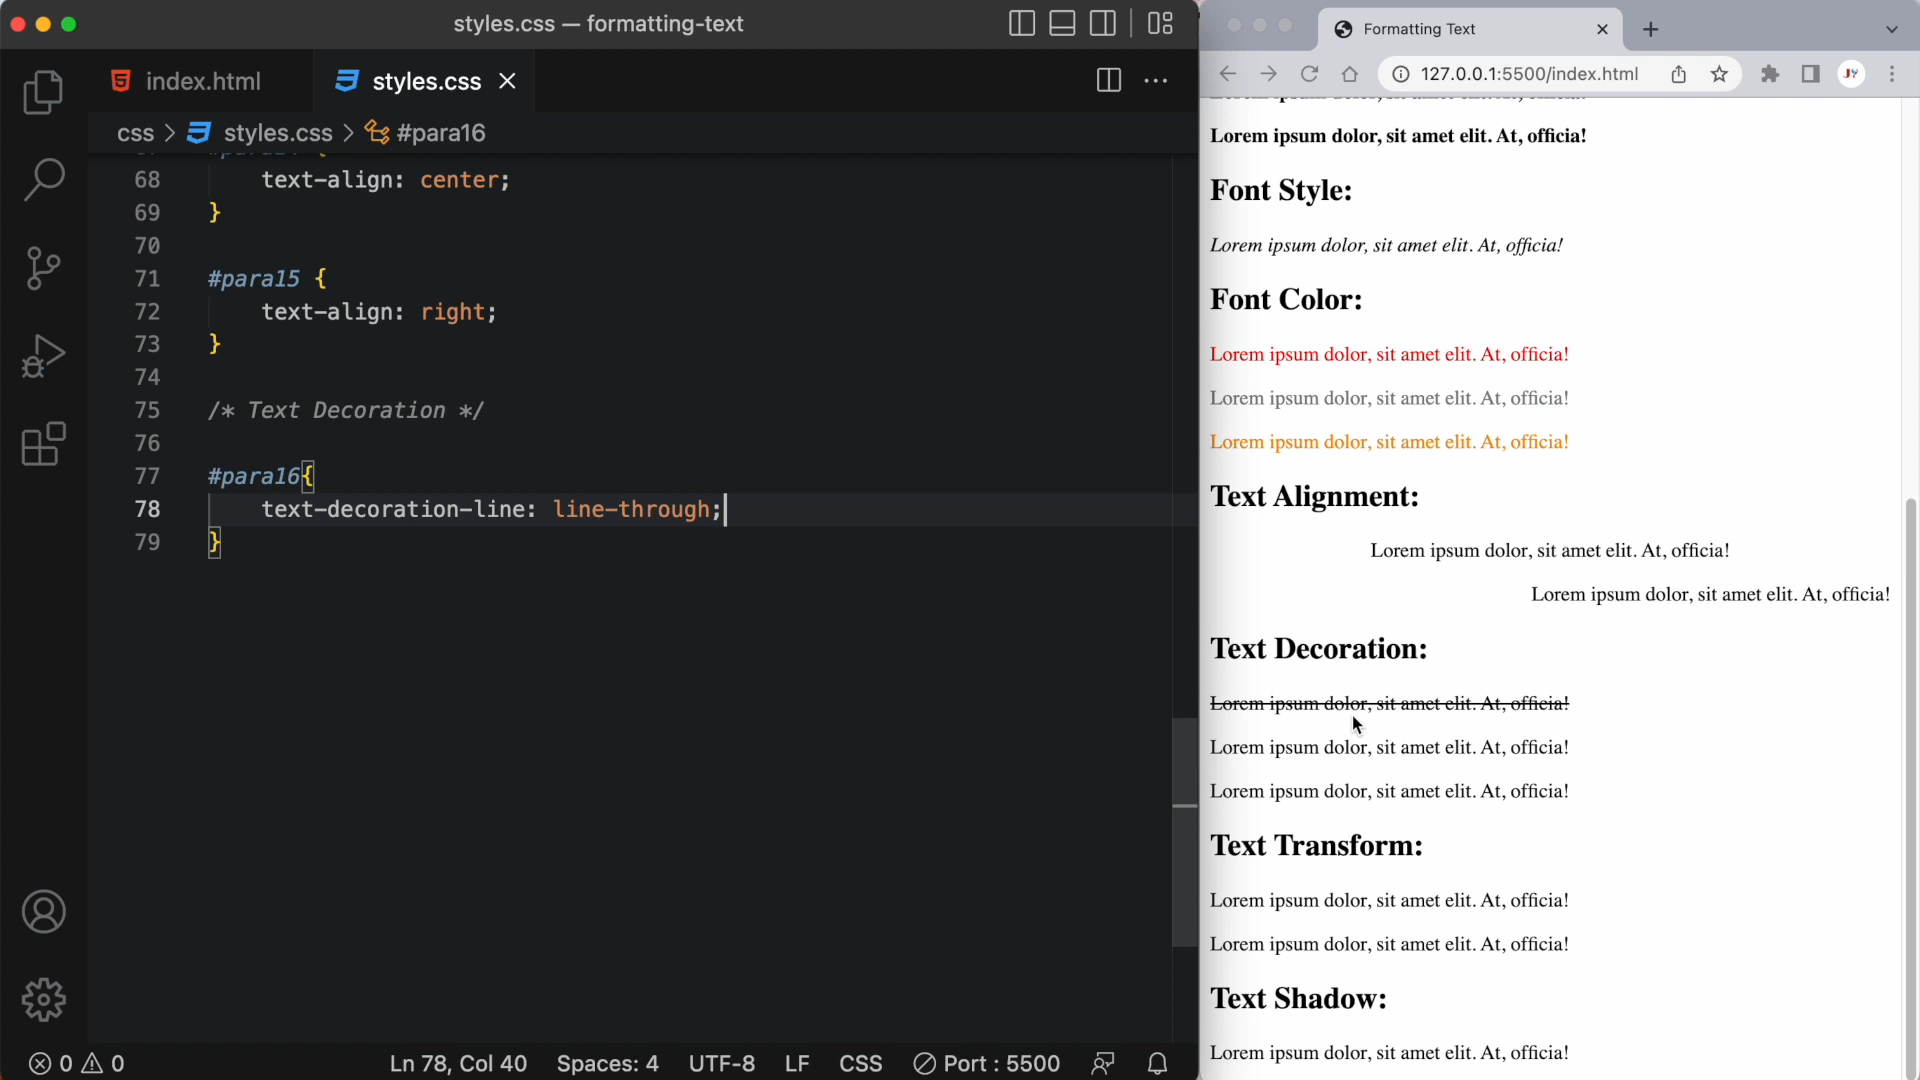 styles.css — formatting-text
index.html
styles.css
css > styles.css > #para16
68 text-align: center;
69 }
70
71 #para15 {
72 text-align: right;
73 }
74
75 /* Text Decoration */
76
77 #para16{
78 text-decoration-line: line-through;
79 }
0 0 Ln 78, Col 40 Spaces: 4 UTF-8 LF CSS Port : 5500
Formatting Text
127.0.0.1:5500/index.html
JY
Lorem ipsum dolor, sit amet elit. At, officia!
Font Style:
Lorem ipsum dolor, sit amet elit. At, officia!
Font Color:
Lorem ipsum dolor, sit amet elit. At, officia!
Lorem ipsum dolor, sit amet elit. At, officia!
Lorem ipsum dolor, sit amet elit. At, officia!
Text Alignment:
Lorem ipsum dolor, sit amet elit. At, officia!
Lorem ipsum dolor, sit amet elit. At, officia!
Text Decoration:
Lorem ipsum dolor, sit amet elit. At, officia!
Lorem ipsum dolor, sit amet elit. At, officia!
Lorem ipsum dolor, sit amet elit. At, officia!
Text Transform:
Lorem ipsum dolor, sit amet elit. At, officia!
Lorem ipsum dolor, sit amet elit. At, officia!
Text Shadow:
Lorem ipsum dolor, sit amet elit. At, officia!